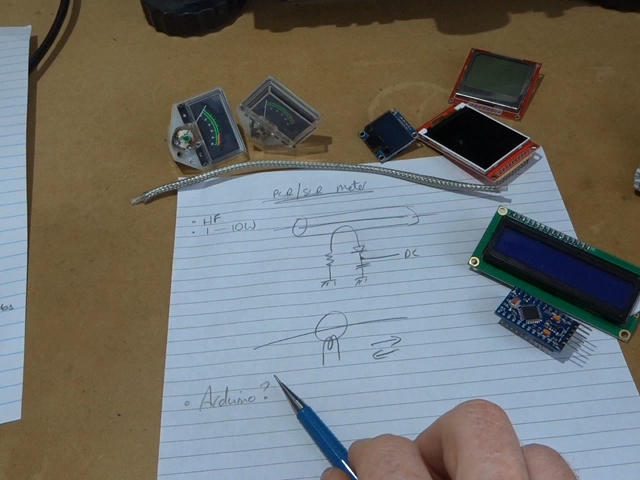 PWR/SWR meter
: HF
: 1-10W
DC
• Arduino?